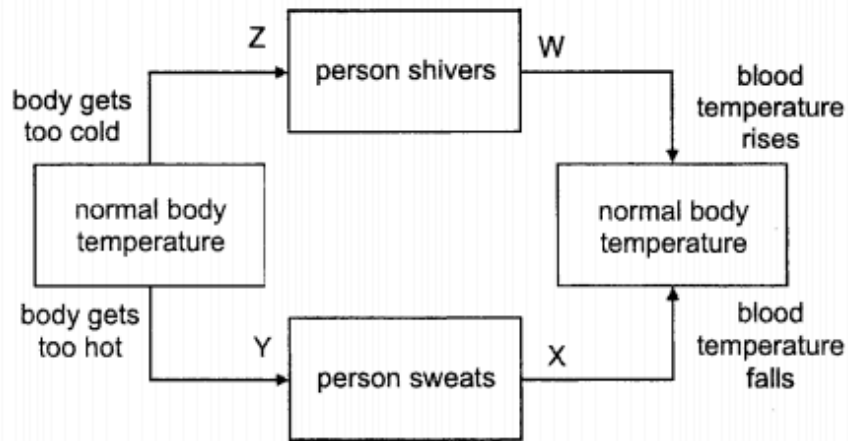 Z
person shivers
W
body gets
too cold
blood
temperature
rises
normal body
temperature
normal body
temperature
body gets
too hot
Y
person sweats
X
blood
temperature
falls